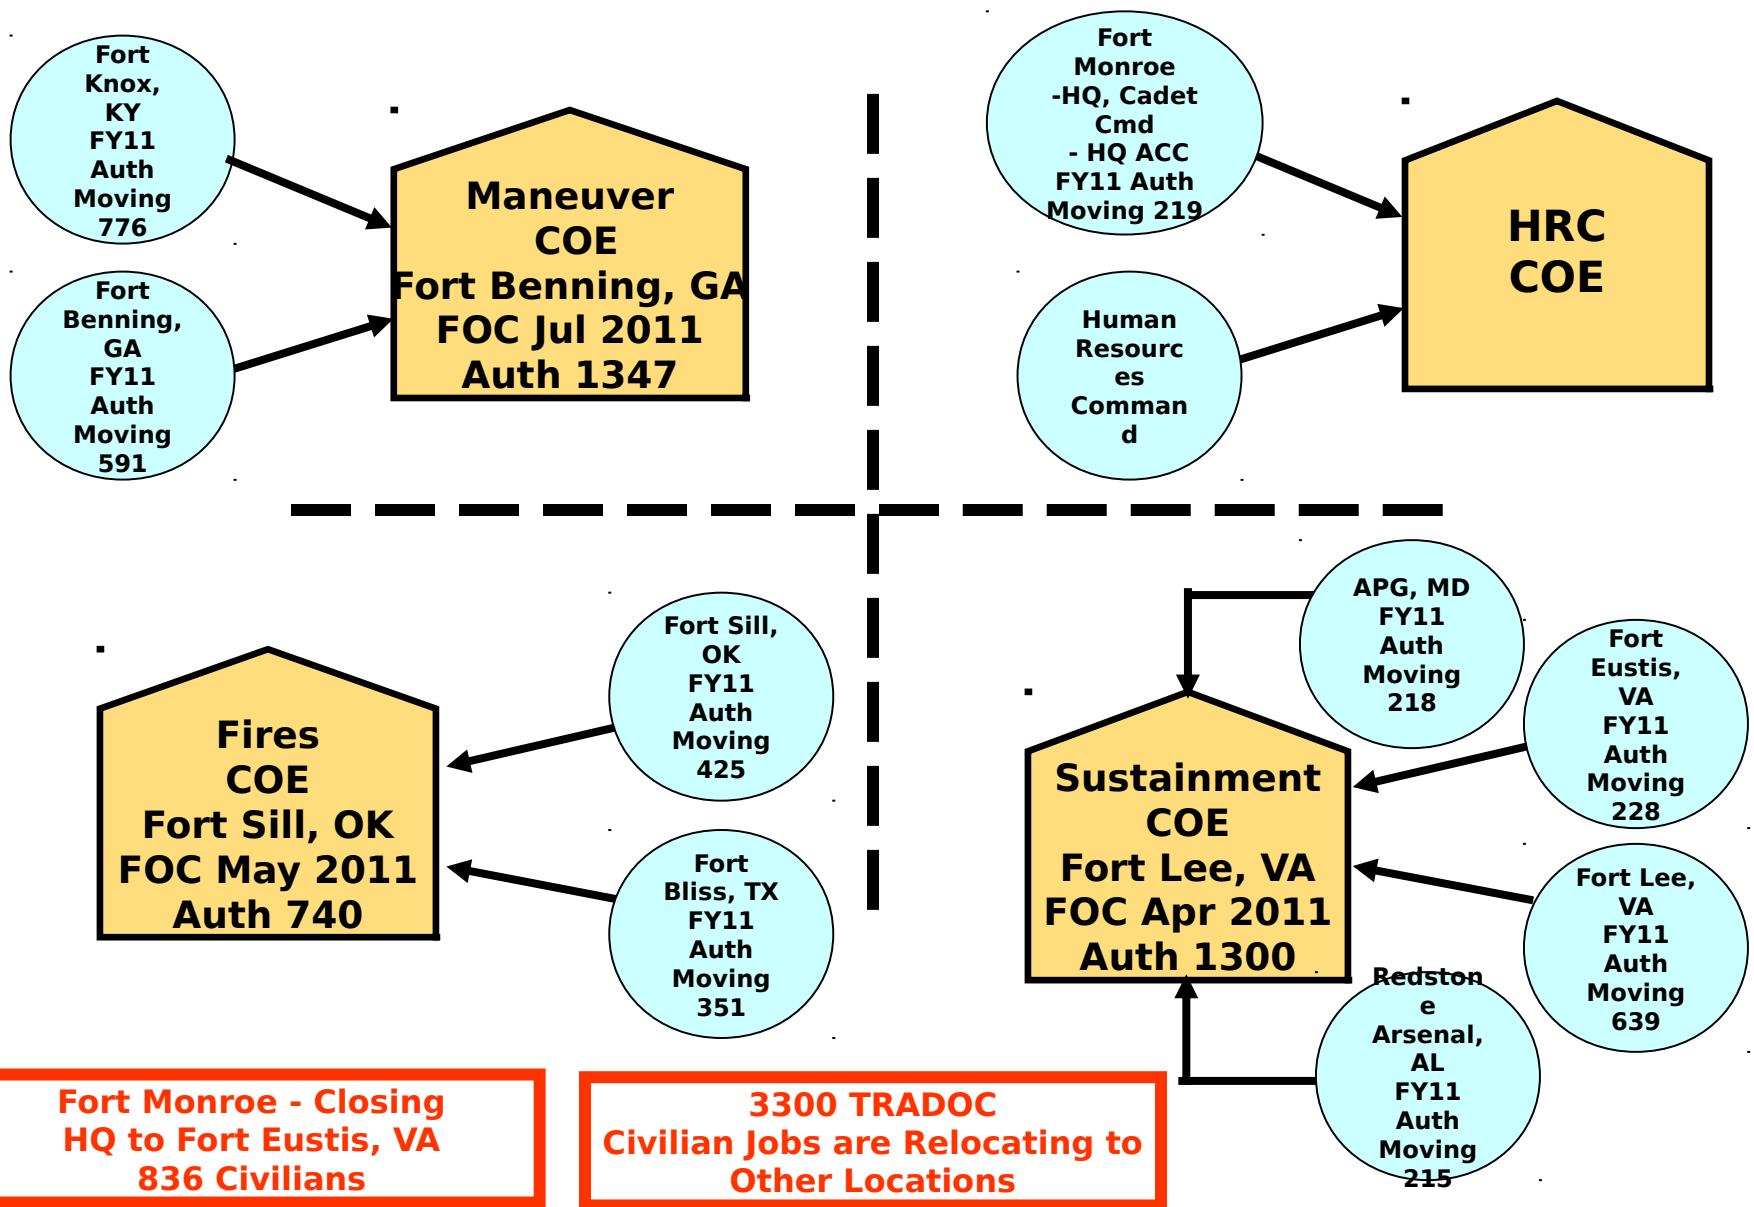 Fort
Knox,
KY
FY11
Auth
Moving
776
Fort
Benning,
GA
FY11
Auth
Moving
591
Maneuver
COE
Fort Benning, GA
FOC Jul 2011
Auth 1347
Fort
Monroe
-HQ, Cadet
Cmd
- HQ ACC
FY11 Auth
Moving 219
Human
Resourc
es
Comman
d
HRC
COE
Fires
COE
Fort Sill, OK
FOC May 2011
Auth 740
Fort Sill,
OK
FY11
Auth
Moving
425
Fort
Bliss, TX
FY11
Auth
Moving
351
APG, MD
FY11
Auth
Moving
218
Fort
Eustis,
VA
FY11
Auth
Moving
228
Sustainment
COE
Fort Lee, VA
FOC Apr 2011
Auth 1300
Fort Lee,
VA
FY11
Auth
Moving
639
Redston
e
Arsenal,
AL
FY11
Auth
Moving
215
Fort Monroe - Closing
HQ to Fort Eustis, VA
836 Civilians
3300 TRADOC
Civilian Jobs are Relocating to
Other Locations